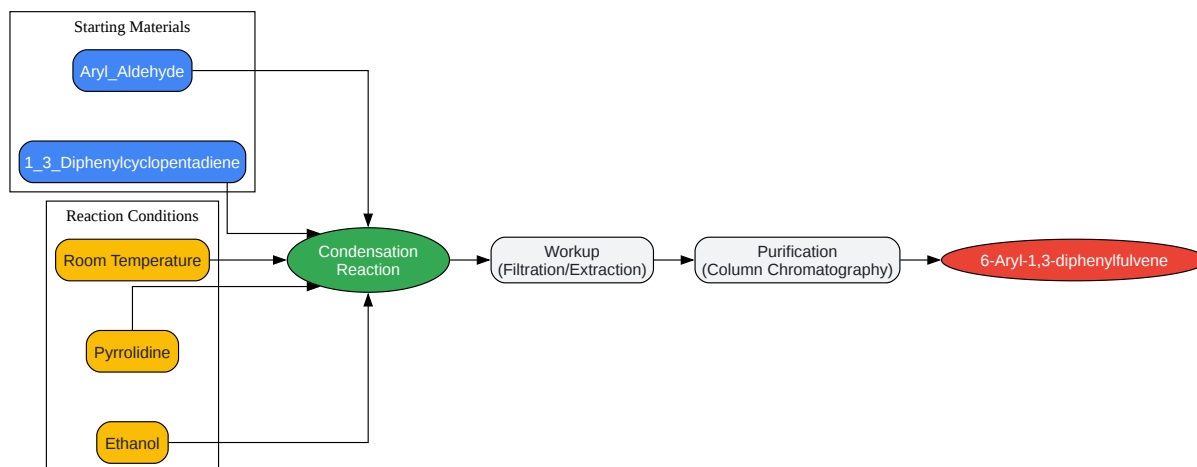 Starting Materials
Aryl_Aldehyde
1_3_Diphenylcyclopentadiene
Reaction Conditions
Room Temperature
Pyrrolidine
Ethanol
Condensation
Reaction
Workup
(Filtration/Extraction)
Purification
(Column Chromatography)
6-Aryl-1,3-diphenylfulvene